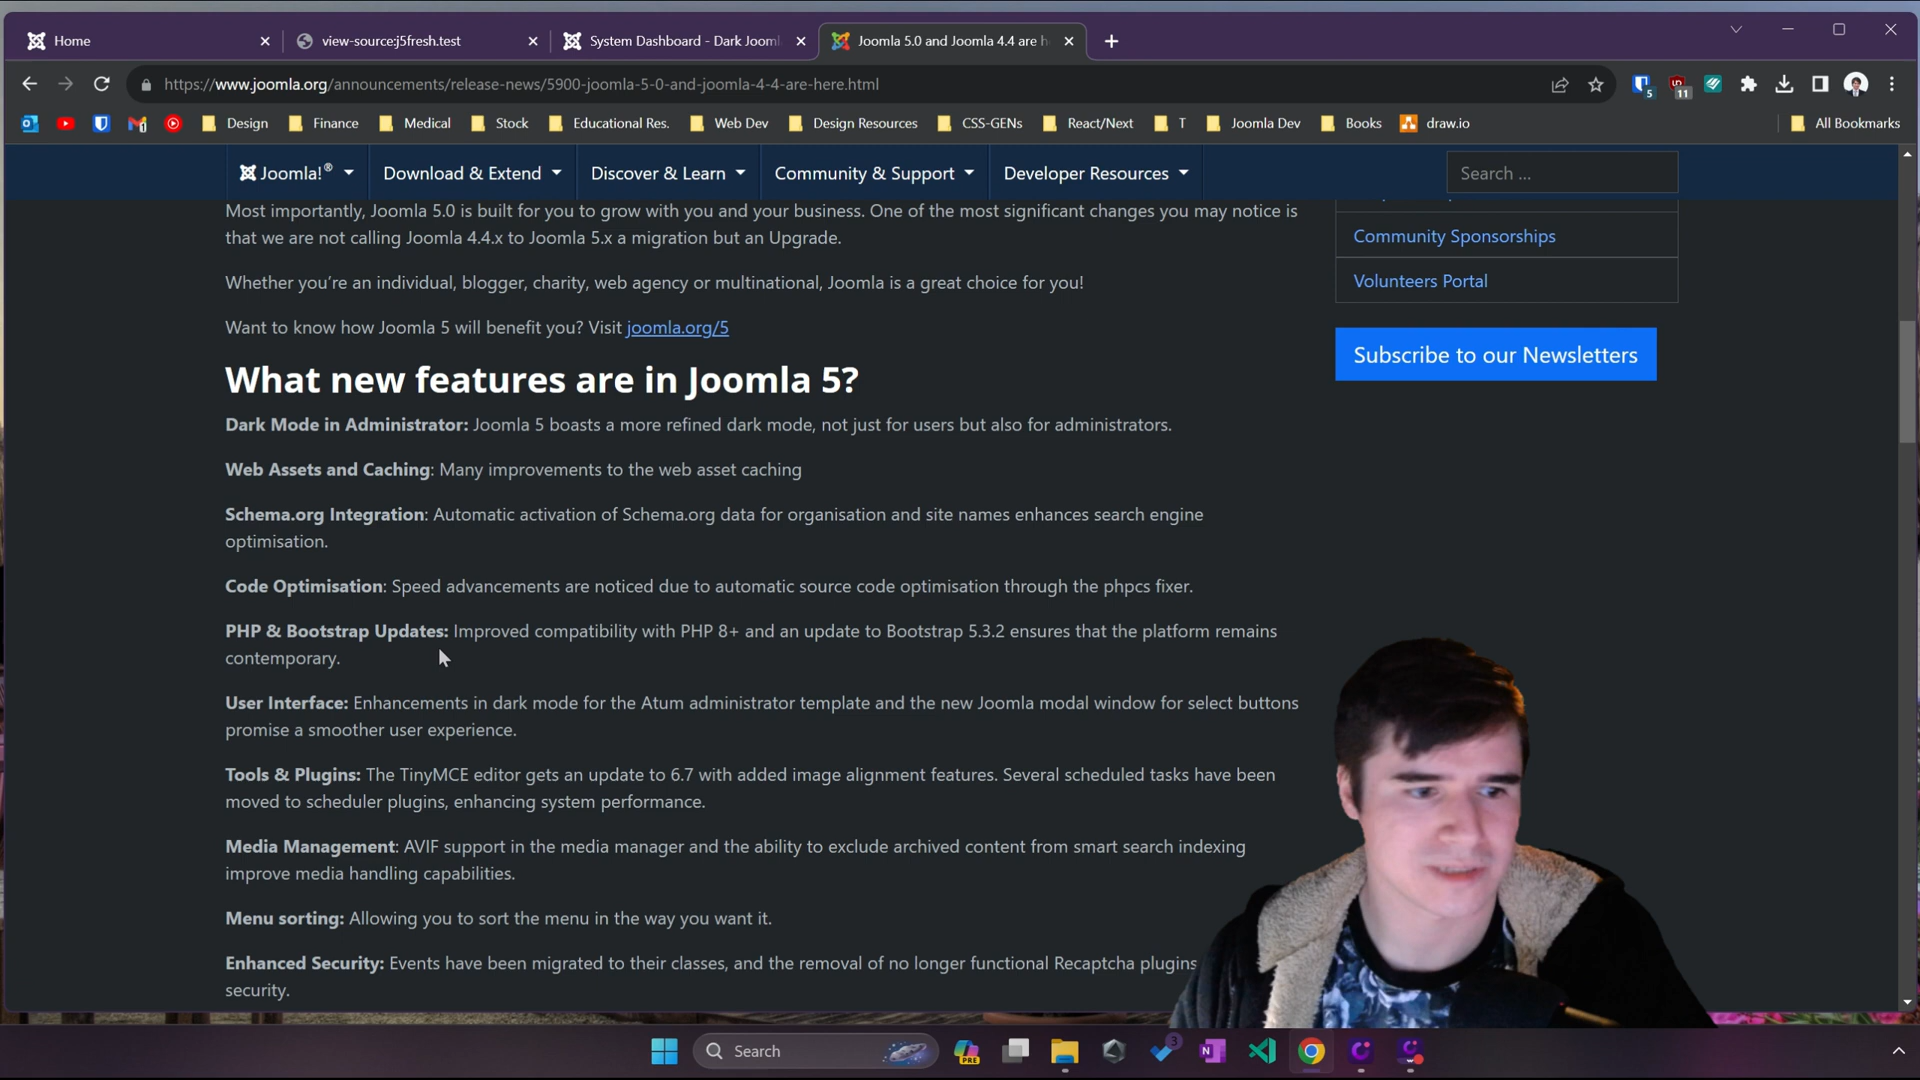 Home
view-source:j5fresh.test
System Dashboard - Dark Jooml
Joomla 5.0 and Joomla 4.4 are h
https://www.joomla.org/announcements/release-news/5900-joomla-5-0-and-joomla-4-4-are-here.html
5
11
Design
Finance
Medical
Stock
Educational Res.
Web Dev
Design Resources
CSS-GENs
React/Next
T
Joomla Dev
Books
draw.io
All Bookmarks
Joomla!®
Download & Extend
Discover & Learn
Community & Support
Developer Resources
Search ...
Most importantly, Joomla 5.0 is built for you to grow with you and your business. One of the most significant changes you may notice is
that we are not calling Joomla 4.4.x to Joomla 5.x a migration but an Upgrade.
Whether you're an individual, blogger, charity, web agency or multinational, Joomla is a great choice for you!
Want to know how Joomla 5 will benefit you? Visit joomla.org/5
What new features are in Joomla 5?
Dark Mode in Administrator: Joomla 5 boasts a more refined dark mode, not just for users but also for administrators.
Web Assets and Caching: Many improvements to the web asset caching
Schema.org Integration: Automatic activation of Schema.org data for organisation and site names enhances search engine
optimisation.
Code Optimisation: Speed advancements are noticed due to automatic source code optimisation through the phpcs fixer.
PHP & Bootstrap Updates: Improved compatibility with PHP 8+ and an update to Bootstrap 5.3.2 ensures that the platform remains
contemporary.
User Interface: Enhancements in dark mode for the Atum administrator template and the new Joomla modal window for select buttons
promise a smoother user experience.
Tools & Plugins: The TinyMCE editor gets an update to 6.7 with added image alignment features. Several scheduled tasks have been
moved to scheduler plugins, enhancing system performance.
Media Management: AVIF support in the media manager and the ability to exclude archived content from smart search indexing
improve media handling capabilities.
Menu sorting: Allowing you to sort the menu in the way you want it.
Enhanced Security: Events have been migrated to their classes, and the removal of no longer functional Recaptcha plugins
security.
Community Sponsorships
Volunteers Portal
Subscribe to our Newsletters
Search
PRE
3